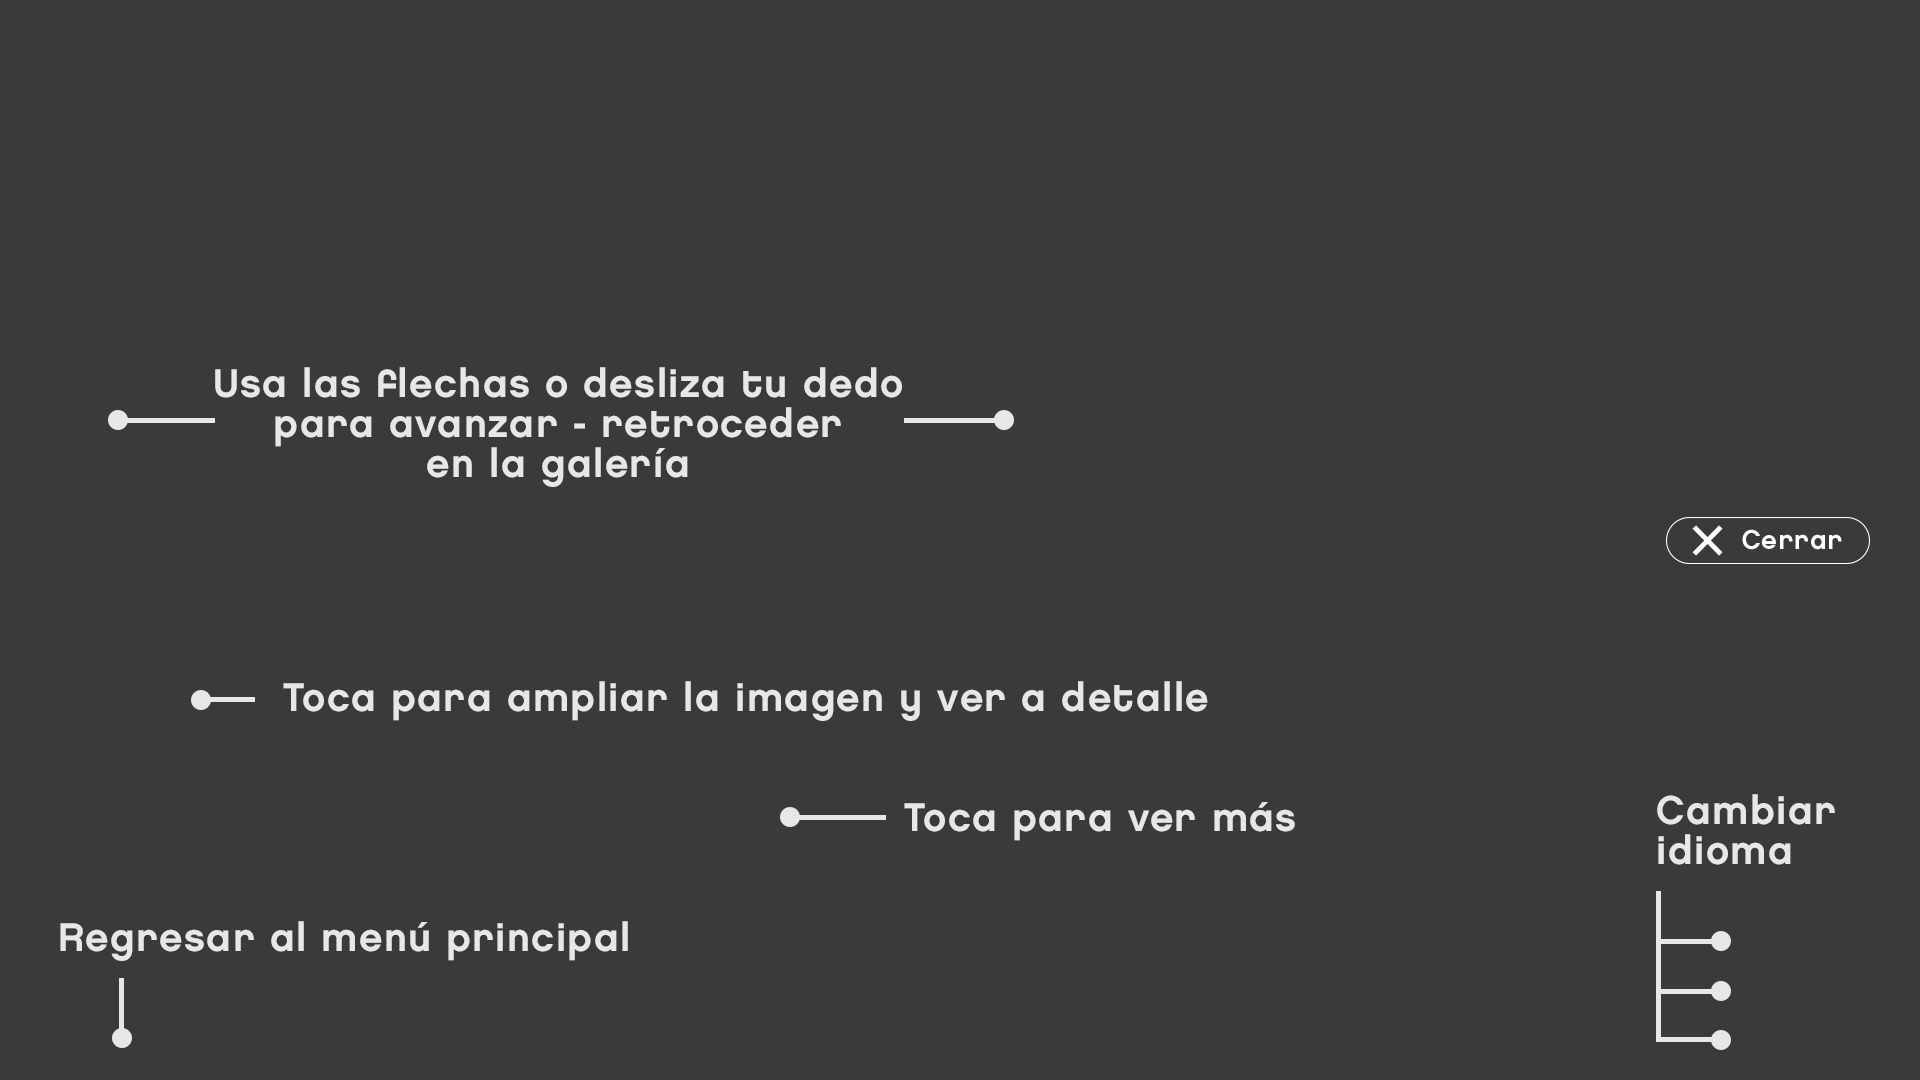 Usa las flechas o desliza tu dedo
para avanzar - retroceder
en la galería
Cerrar
Toca para ampliar la imagen y ver a detalle
Toca para ver más
Cambiar
idioma
Regresar al menú principal